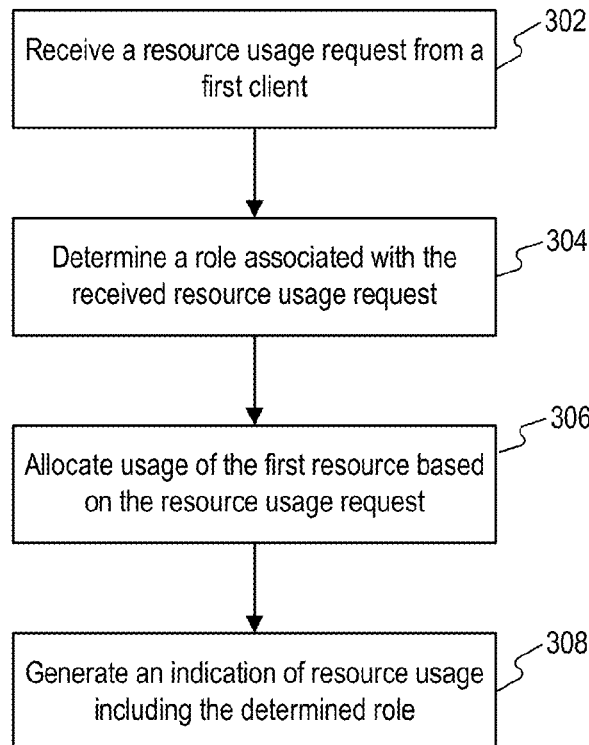 302
Receive a resource usage request from a
first client
304
Determine a role associated with the
received resource usage request
306
Allocate usage of the first resource based
on the resource usage request
308
Generate an indication of resource usage
including the determined role